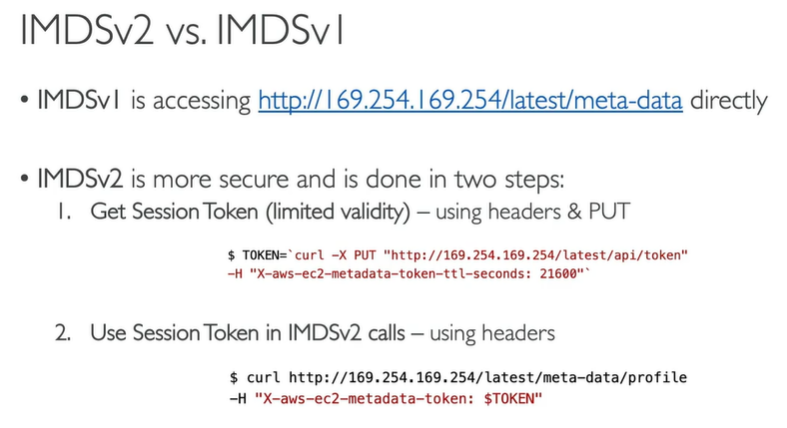 IMDSv2 vs. IMDSv1
• IMDSv1 is accessing http://169.254.169.254/latest/meta-data directly
• IMDSv2 is more secure and is done in two steps:
1. Get Session Token (limited validity) – using headers & PUT
$ TOKEN=`curl -X PUT "http://169.254.169.254/latest/api/token"
-H "X-aws-ec2-metadata-token-ttl-seconds: 21600"`
2. Use Session Token in IMDSv2 calls – using headers
$ curl http://169.254.169.254/latest/meta-data/profile
-H "X-aws-ec2-metadata-token: $TOKEN"